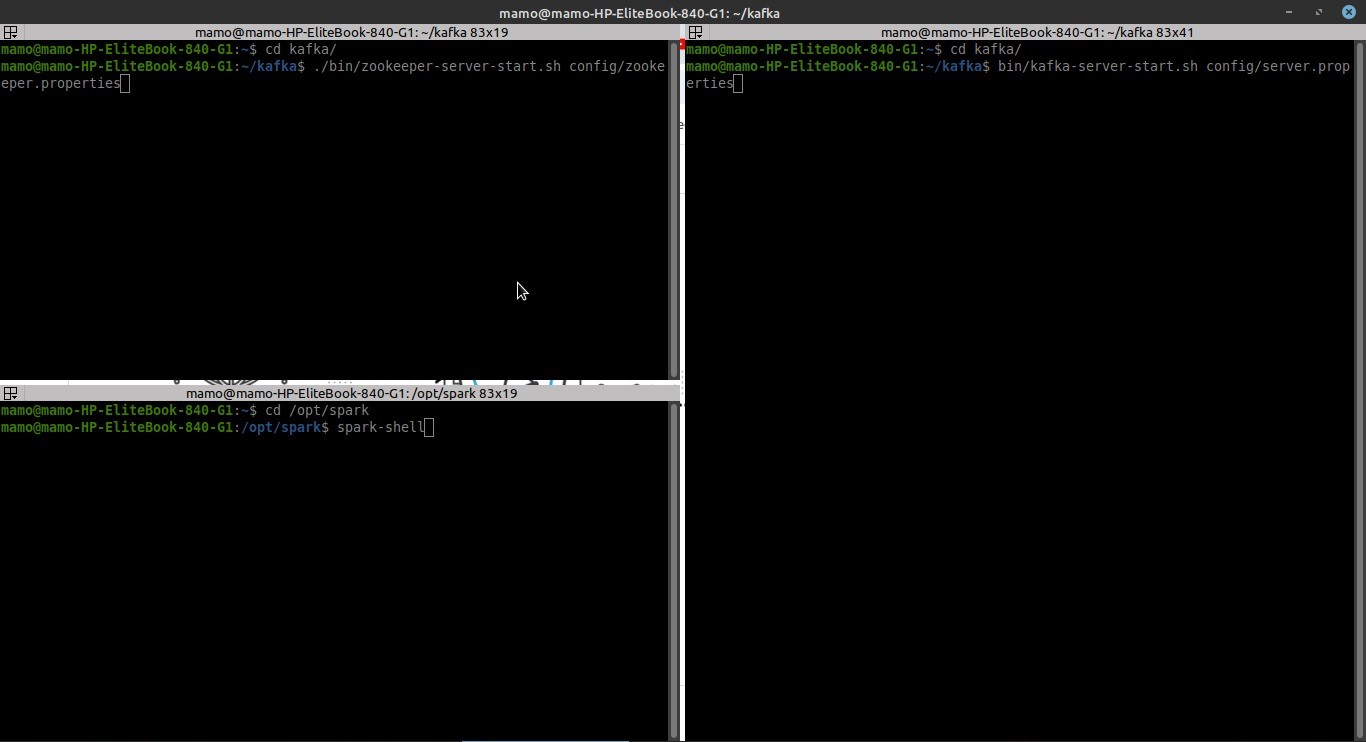 mamo@mamo-HP-EliteBook-840-G1: ~/kafka
mamo@mamo-HP-EliteBook-840-G1: ~/kafka 83x19
mamo@mamo-HP-EliteBook-840-G1:~$ cd kafka/
mamo@mamo-HP-EliteBook-840-G1:~/kafka$ ./bin/zookeeper-server-start.sh config/zooke
eper.properties
mamo@mamo-HP-EliteBook-840-G1: /opt/spark 83x19
mamo@mamo-HP-EliteBook-840-G1:~$ cd /opt/spark
mamo@mamo-HP-EliteBook-840-G1:/opt/spark$ spark-shell
mamo@mamo-HP-EliteBook-840-G1: ~/kafka 83x41
mamo@mamo-HP-EliteBook-840-G1:~$ cd kafka/
mamo@mamo-HP-EliteBook-840-G1:~/kafka$ bin/kafka-server-start.sh config/server.prop
erties